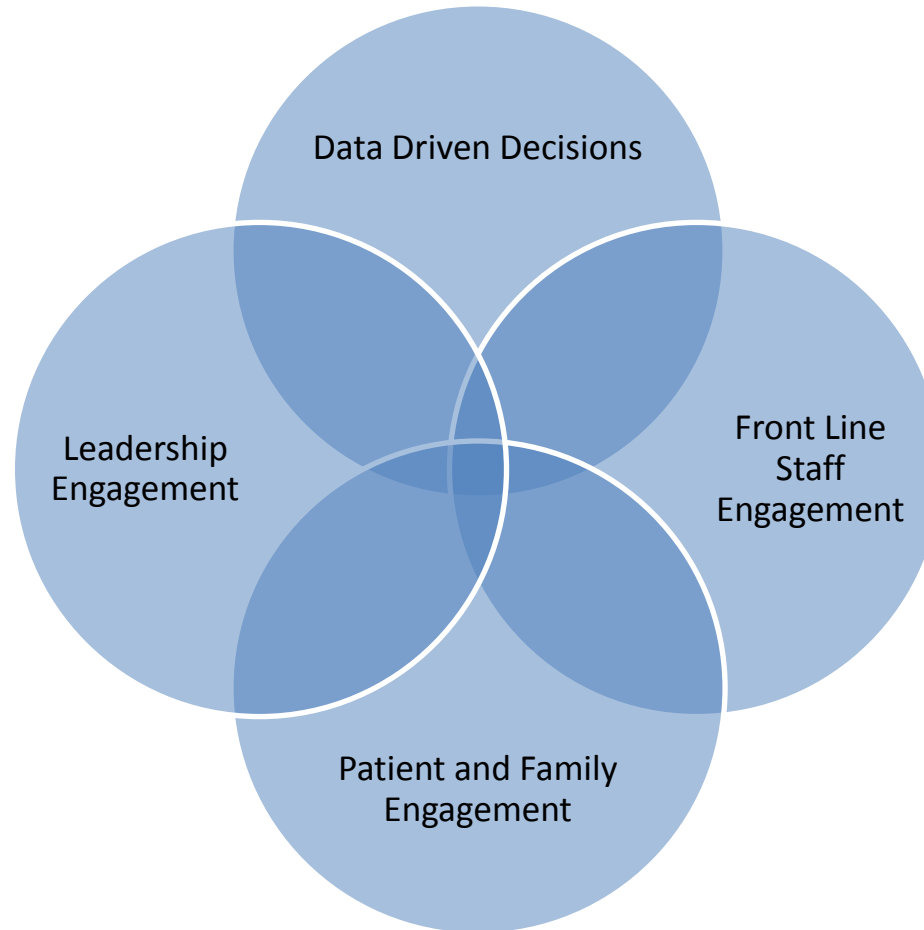 Data Driven Decisions
Leadership
Engagement
Front Line
Staff
Engagement
Patient and Family
Engagement